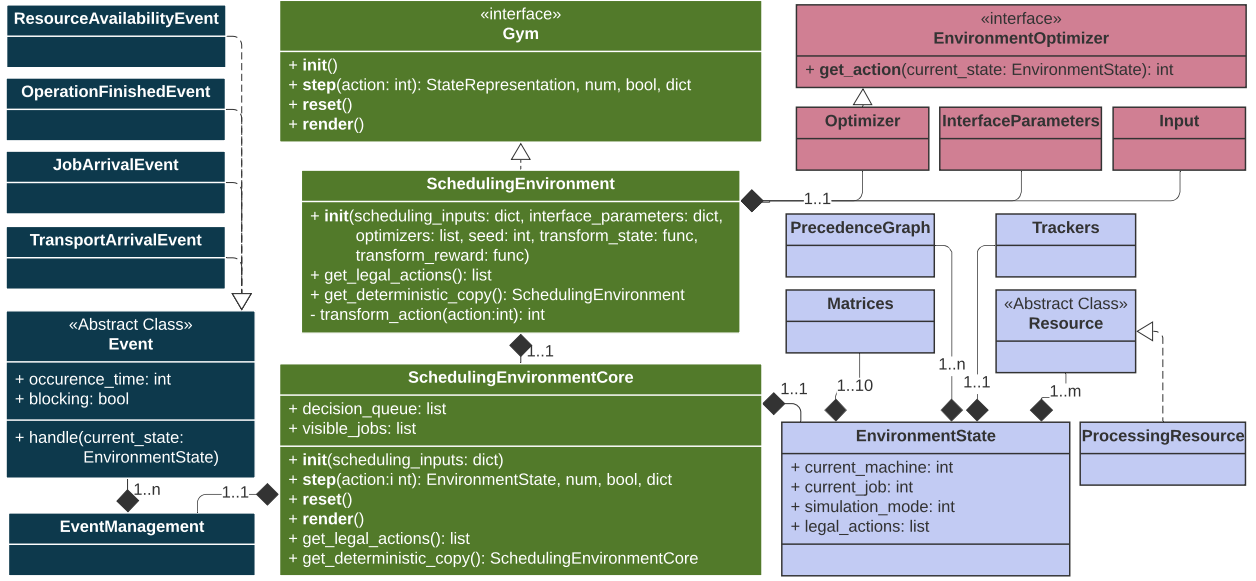 ResourceAvailabilityEvent
OperationFinishedEvent
JobArrivalEvent
TransportArrivalEvent
«Abstract Class»
Event
+ occurence_time: int
+ blocking: bool
+ handle(current_state:
EnvironmentState)
1..n
EventManagement
1..1
«interface»
Gym
+ init()
+ step(action: int): StateRepresentation, num, bool, dict
+ reset()
+ render()
SchedulingEnvironment
+ init(scheduling_inputs: dict, interface_parameters: dict,
optimizers: list, seed: int, transform_state: func,
transform_reward: func)
+ get_legal_actions(): list
+ get_deterministic_copy(): SchedulingEnvironment
- transform_action(action:int): int
1..1
SchedulingEnvironmentCore
+ decision_queue: list
+ visible_jobs: list
+ init(scheduling_inputs: dict)
+ step(action:i nt): EnvironmentState, num, bool, dict
+ reset()
+ render()
+ get_legal_actions(): list
+ get_deterministic_copy(): SchedulingEnvironmentCore
«interface»
EnvironmentOptimizer
+ get_action(current_state: EnvironmentState): int
Optimizer
InterfaceParameters
Input
1..1
PrecedenceGraph
Trackers
Matrices
«Abstract Class»
Resource
1..n
1..1
1..10
1..1
1..m
EnvironmentState
+ current_machine: int
+ current_job: int
+ simulation_mode: int
+ legal_actions: list
ProcessingResource